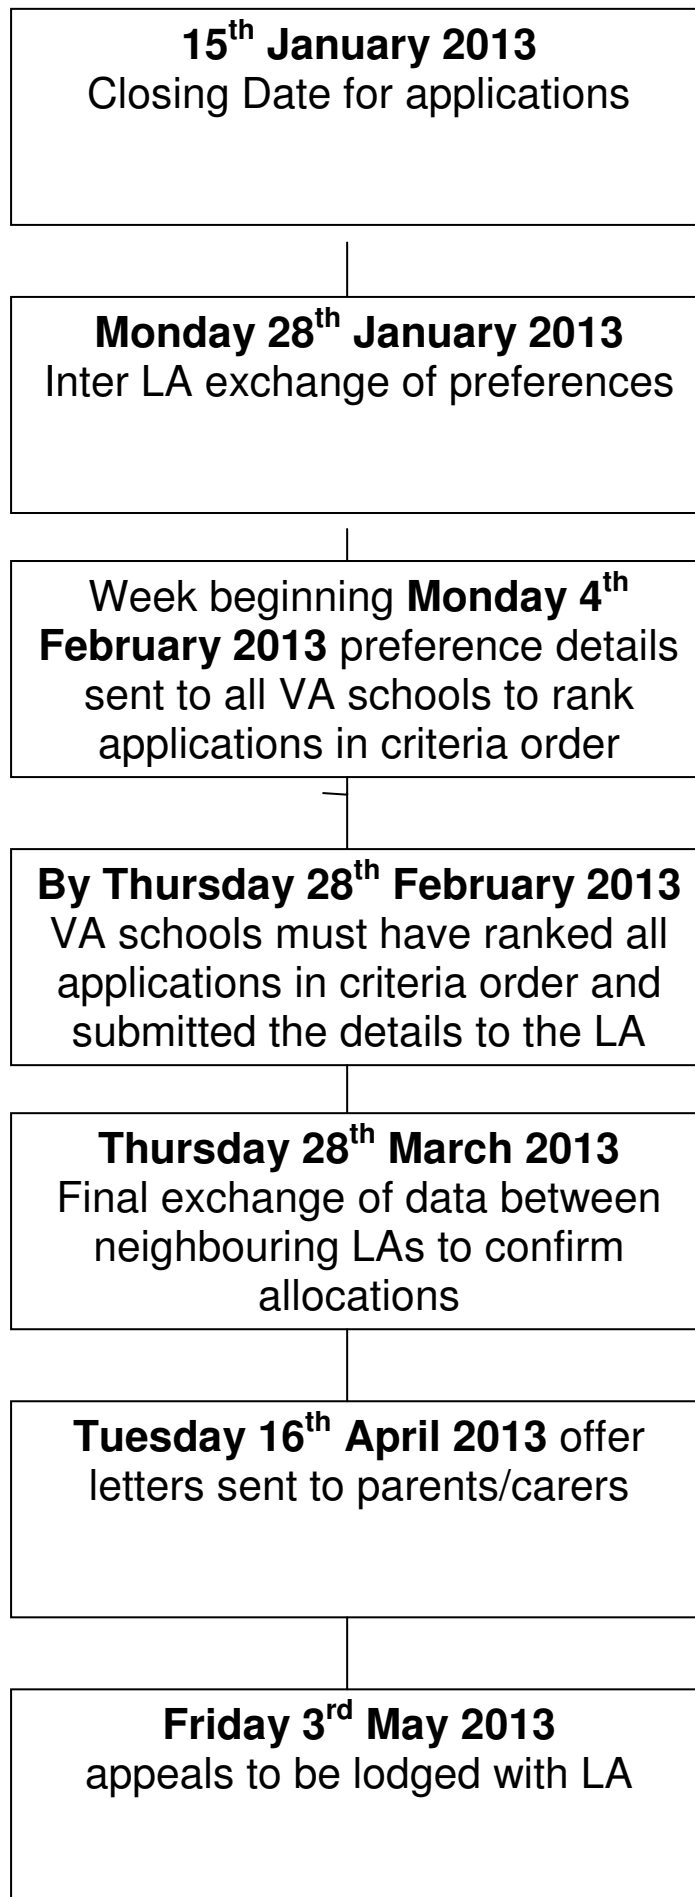 15th January 2013
Closing Date for applications
Monday 28th January 2013
Inter LA exchange of preferences
Week beginning Monday 4th
February 2013 preference details
sent to all VA schools to rank
applications in criteria order
By Thursday 28th February 2013
VA schools must have ranked all
applications in criteria order and
submitted the details to the LA
Thursday 28th March 2013
Final exchange of data between
neighbouring LAs to confirm
allocations
Tuesday 16th April 2013 offer
letters sent to parents/carers
Friday 3rd May 2013
appeals to be lodged with LA